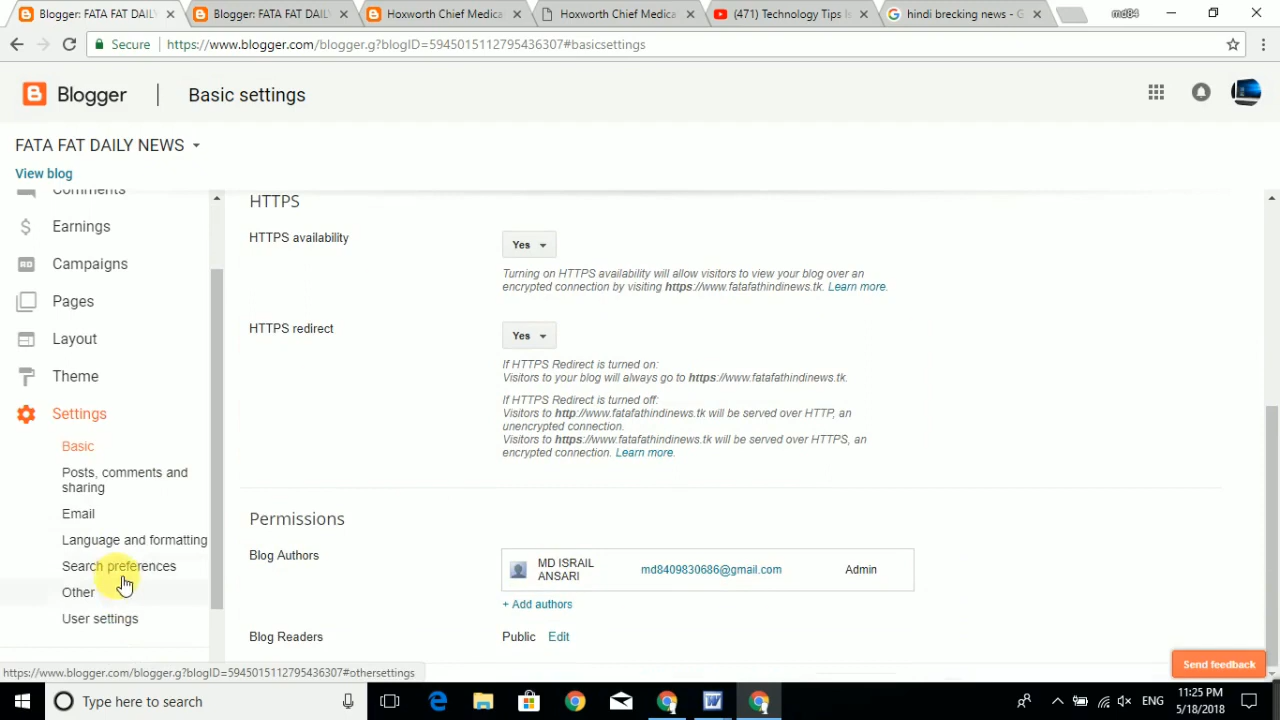 Blogger: FATA FAT DAILY
Blogger: FATA FAT DAILY
Hoxworth Chief Medica
Hoxworth Chief Medica
(471) Technology Tips I
hindi brecking news - G
md84
Secure
https://www.blogger.com/blogger.g?blogID=5945015112795436307#basicsettings
Blogger
Basic settings
FATA FAT DAILY NEWS
View blog
Comments
Earnings
Campaigns
Pages
Layout
Theme
Settings
Basic
Posts, comments and
sharing
Email
Language and formatting
Search preferences
Other
User settings
HTTPS
HTTPS availability
Yes
Turning on HTTPS availability will allow visitors to view your blog over an
encrypted connection by visiting https://www.fatafathindinews.tk. Learn more.
HTTPS redirect
Yes
If HTTPS Redirect is turned on:
Visitors to your blog will always go to https://www.fatafathindinews.tk.
If HTTPS Redirect is turned off:
Visitors to http://www.fatafathindinews.tk will be served over HTTP, an
unencrypted connection.
Visitors to https://www.fatafathindinews.tk will be served over HTTPS, an
encrypted connection. Learn more.
Permissions
Blog Authors
MD ISRAIL
ANSARI
md8409830686@gmail.com
Admin
+ Add authors
Blog Readers
Public Edit
Send feedback
https://www.blogger.com/blogger.g?blogID=5945015112795436307#othersettings
Type here to search
ENG
11:25 PM
5/18/2018